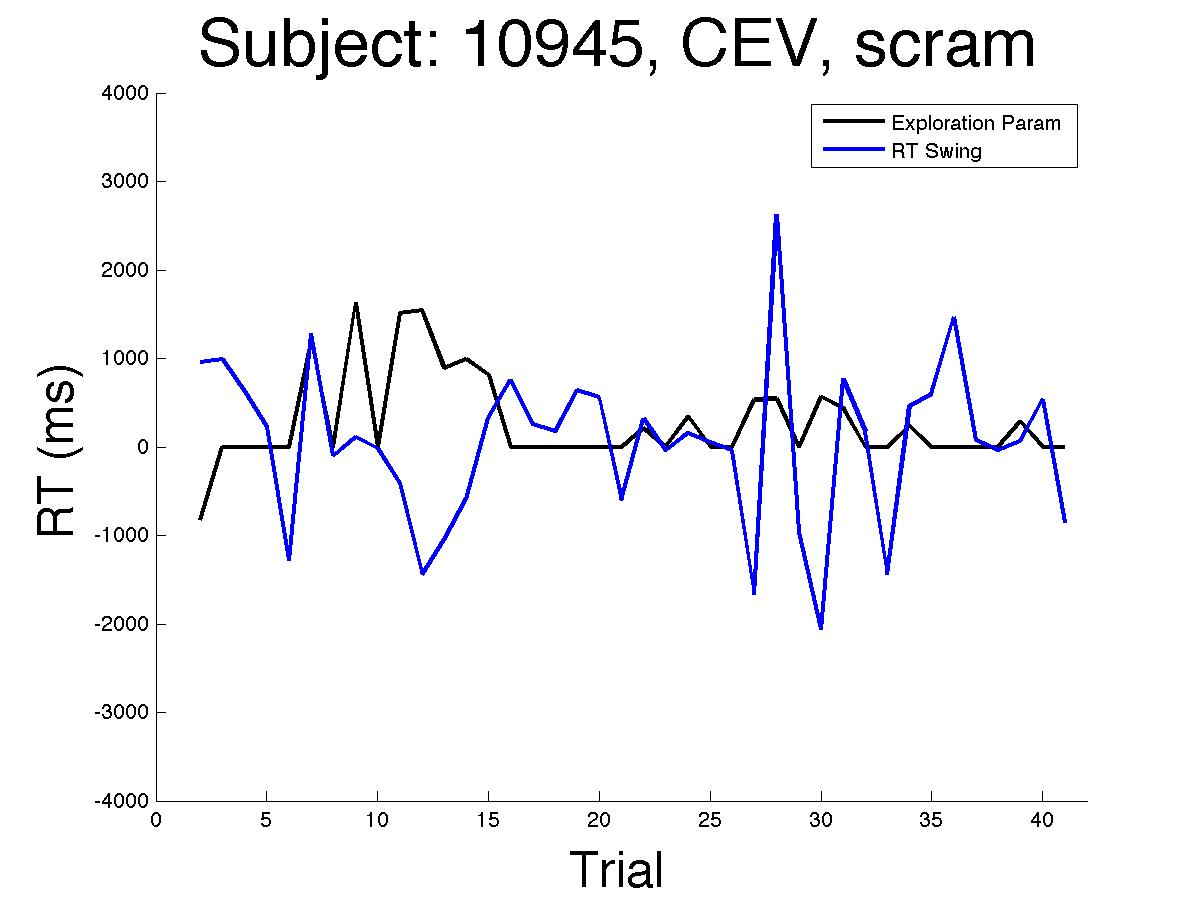 Subject: 10945, CEV, scram
4000
3000
2000
1000
0
-1000
-2000
-3000
-4000
RT (ms)
Exploration Param
RT Swing
0 5 10 15 20 25 30 35 40
Trial